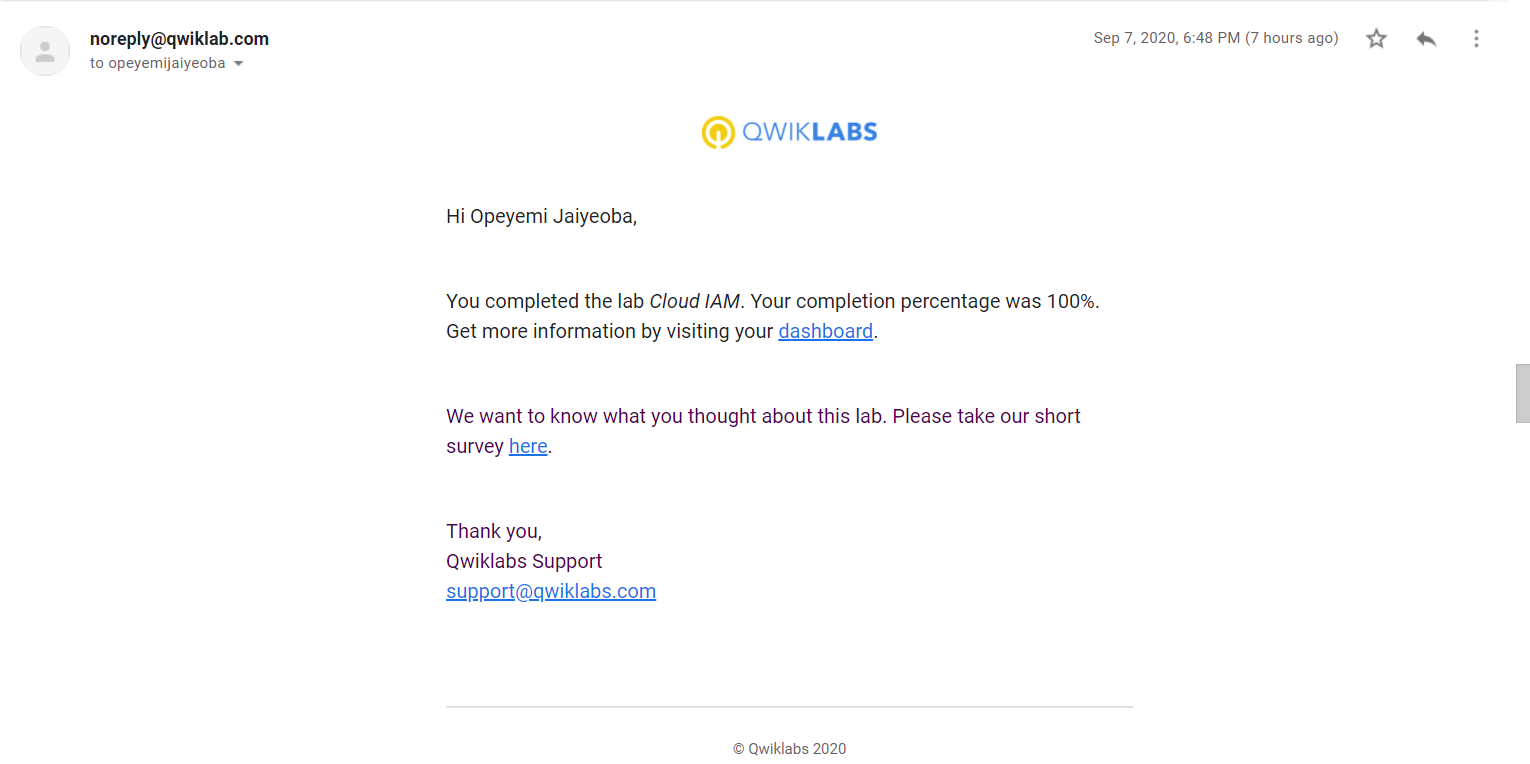 noreply@qwiklab.com
Sep 7, 2020, 6:48 PM (7 hours ago)
to opeyemijaiyeoba
QWIKLABS
Hi Opeyemi Jaiyeoba,
You completed the lab Cloud IAM. Your completion percentage was 100%.
Get more information by visiting your dashboard.
We want to know what you thought about this lab. Please take our short
survey here.
Thank you,
Qwiklabs Support
support@qwiklabs.com
© Qwiklabs 2020